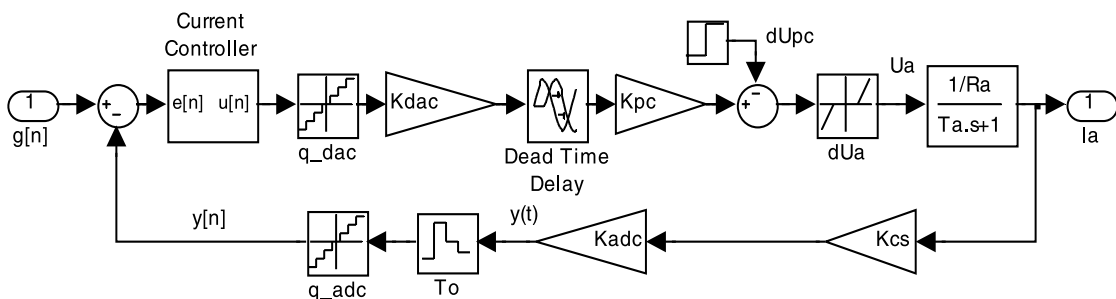 Current
Controller
dUpc
1
+
-
e[n]
u[n]
Kdac
Kpc
+
-
Ua
1/Ra
Ta.s+1
1
g[n]
q_dac
Dead Time
Delay
dUa
Ia
y[n]
y(t)
Kadc
Kcs
q_adc
To